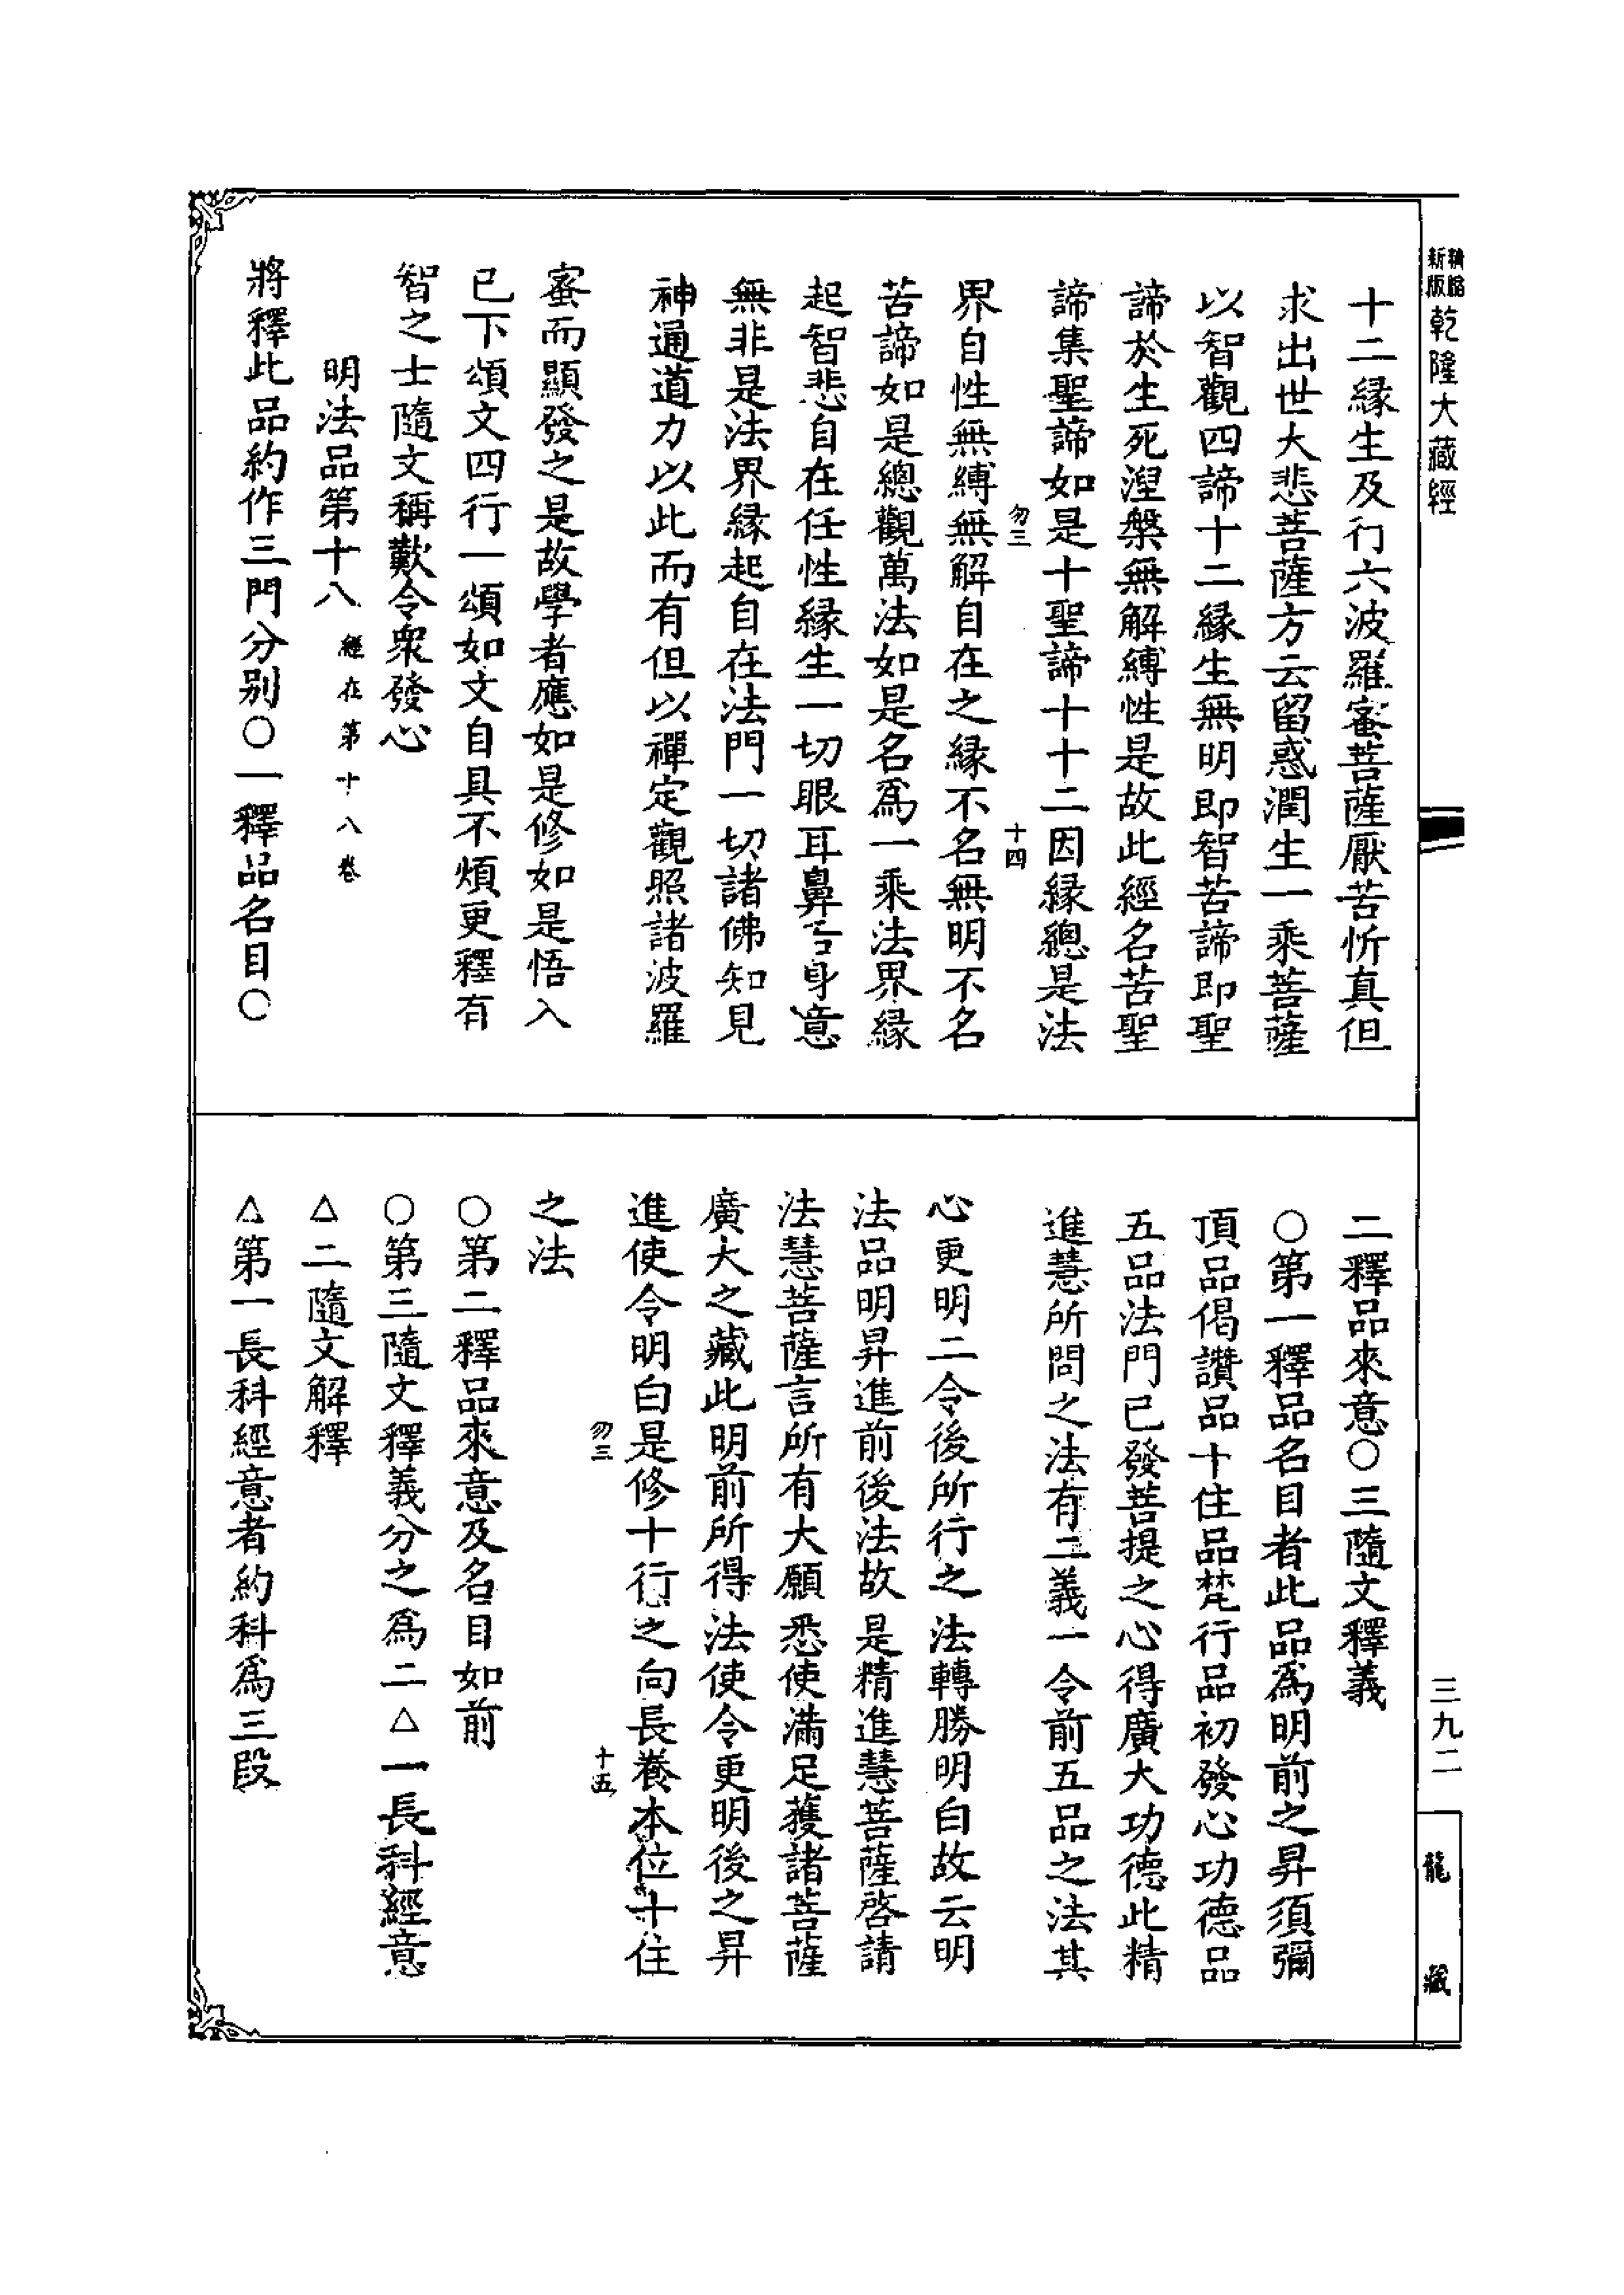 新版
精縮
乾隆大藏經
十二緣生及行六波羅蜜菩薩厭苦忻真但
求出世大悲菩薩方云留惑潤生一乘菩薩
以智觀四諦十二緣生無明即智苦諦即聖
諦於生死涅槃無解縛性是故此經名苦聖
諦集聖諦如是十聖諦十十二因緣總是法
勿三
十四
界自性無縛無解自在之緣不名無明不名
苦諦如是總觀萬法如是名爲一乘法界緣
起智悲自在任性緣生一切眼耳鼻舌身意
無非是法界緣起自在法門一切諸佛知見
神通道力以此而有但以禪定觀照諸波羅
蜜而顯發之是故學者應如是修如是悟入
已下頌文四行一頌如文自具不煩更釋有
智之士隨文稱歎令衆發心
明法品第十八 經在第十八卷
將釋此品約作三門分别○一釋品名目○
二釋品來意○三隨文釋義
○第一釋品名目者此品爲明前之昇須彌
頂品偈讚品十住品梵行品初發心功德品
五品法門已發菩提之心得廣大功德此精
進慧所問之法有二義一令前五品之法其
心更明二令後所行之法轉勝明白故云明
法品明昇進前後法故是精進慧菩薩啓請
法慧菩薩言所有大願悉使滿足獲諸菩薩
廣大之藏此明前所得法使令更明後之昇
進使令明白是修十行之向長養本位十住
勿三
十五
之法
○第二釋品來意及名目如前
○第三隨文釋義分之爲二△一長科經意
△二隨文解釋
△第一長科經意者約科爲三段
三九二
龍藏